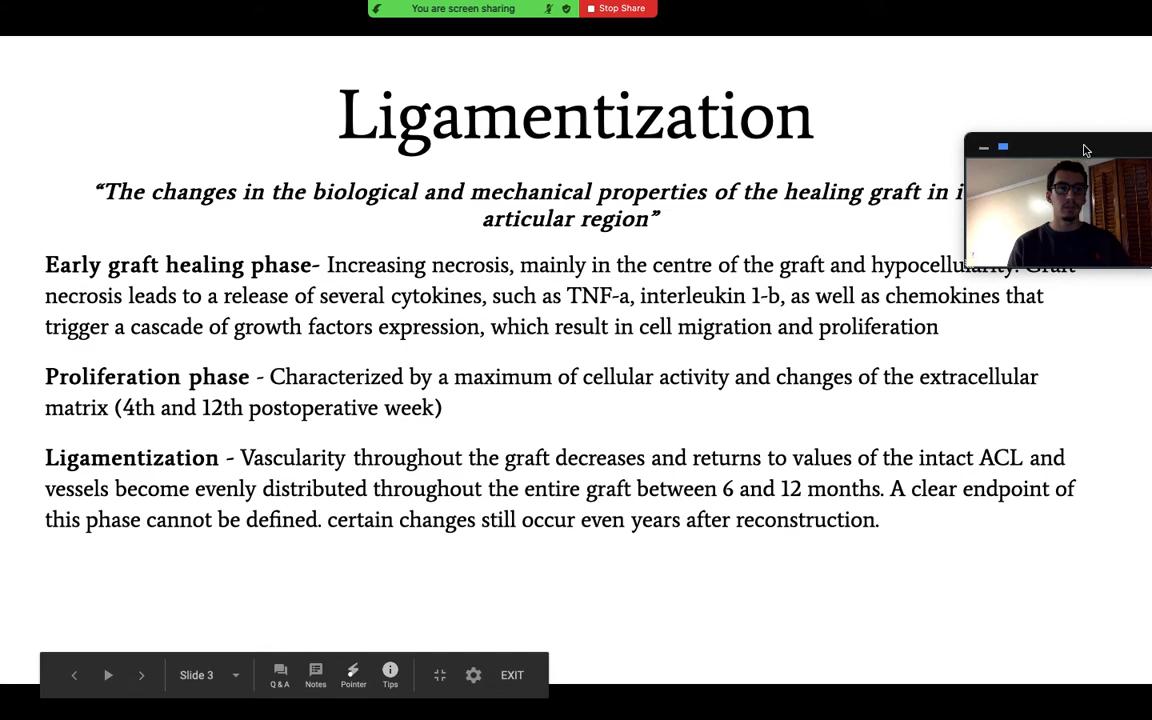 You are screen sharing Stop Share
Ligamentization
“The changes in the biological and mechanical properties of the healing graft in
articular region”
Early graft healing phase- Increasing necrosis, mainly in the centre of the graft and hypocellularity. Graft
necrosis leads to a release of several cytokines, such as TNF-a, interleukin 1-b, as well as chemokines that
trigger a cascade of growth factors expression, which result in cell migration and proliferation
Proliferation phase - Characterized by a maximum of cellular activity and changes of the extracellular
matrix (4th and 12th postoperative week)
Ligamentization - Vascularity throughout the graft decreases and returns to values of the intact ACL and
vessels become evenly distributed throughout the entire graft between 6 and 12 months. A clear endpoint of
this phase cannot be defined. certain changes still occur even years after reconstruction.
Slide 3
Q & A Notes Pointer Tips EXIT